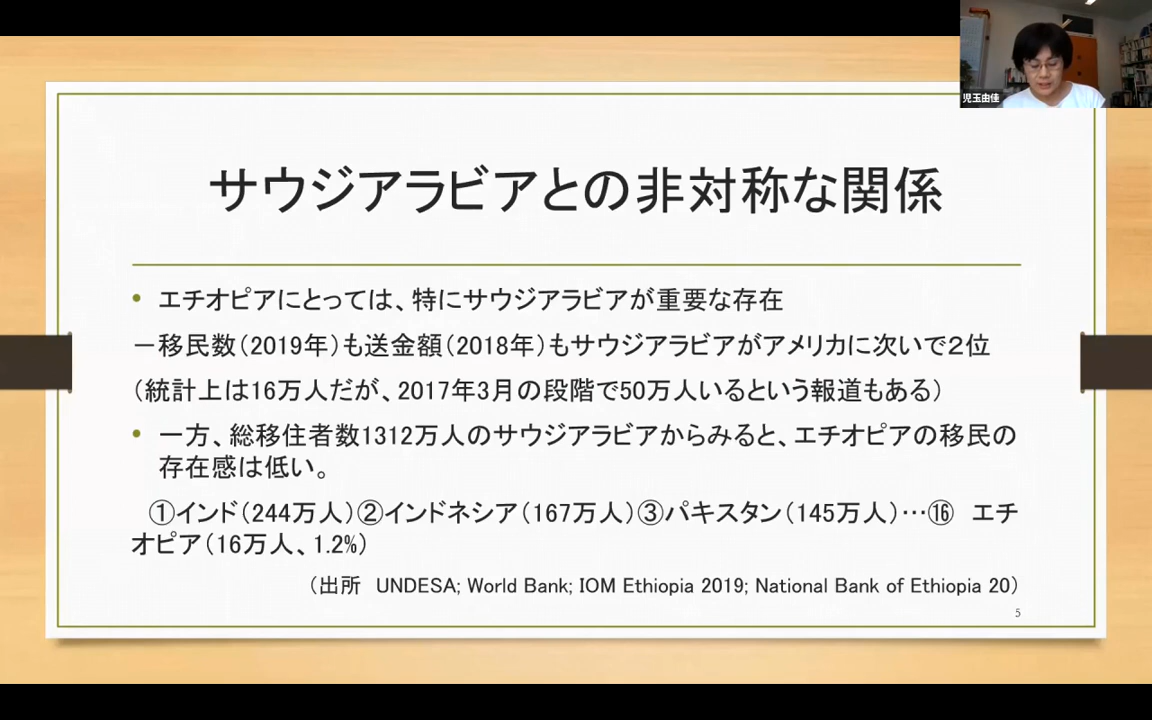 児玉由佳
サウジアラビアとの非対称な関係
• エチオピアにとっては、特にサウジアラビアが重要な存在
－移民数（2019年）も送金額（2018年）もサウジアラビアがアメリカに次いで２位
（統計上は16万人だが、2017年3月の段階で50万人いるという報道もある）
• 一方、総移住者数1312万人のサウジアラビアからみると、エチオピアの移民の
存在感は低い。
①インド（244万人）②インドネシア（167万人）③パキスタン（145万人）…⑯　エチ
オピア（16万人、1.2%）
（出所　UNDESA; World Bank; IOM Ethiopia 2019; National Bank of Ethiopia 20）
5